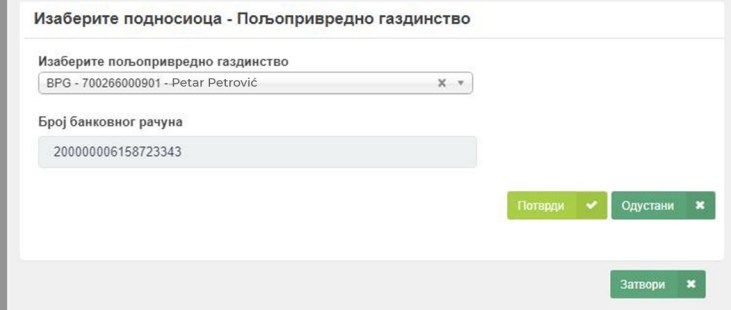 Изаберите подносиоца - Пољопривредно газдинство
Изаберите пољопривредно газдинство
BPG - 700266000901 - Petar Petrović
Број банковног рачуна
200000006158723343
Потврди
Одустани
Затвори